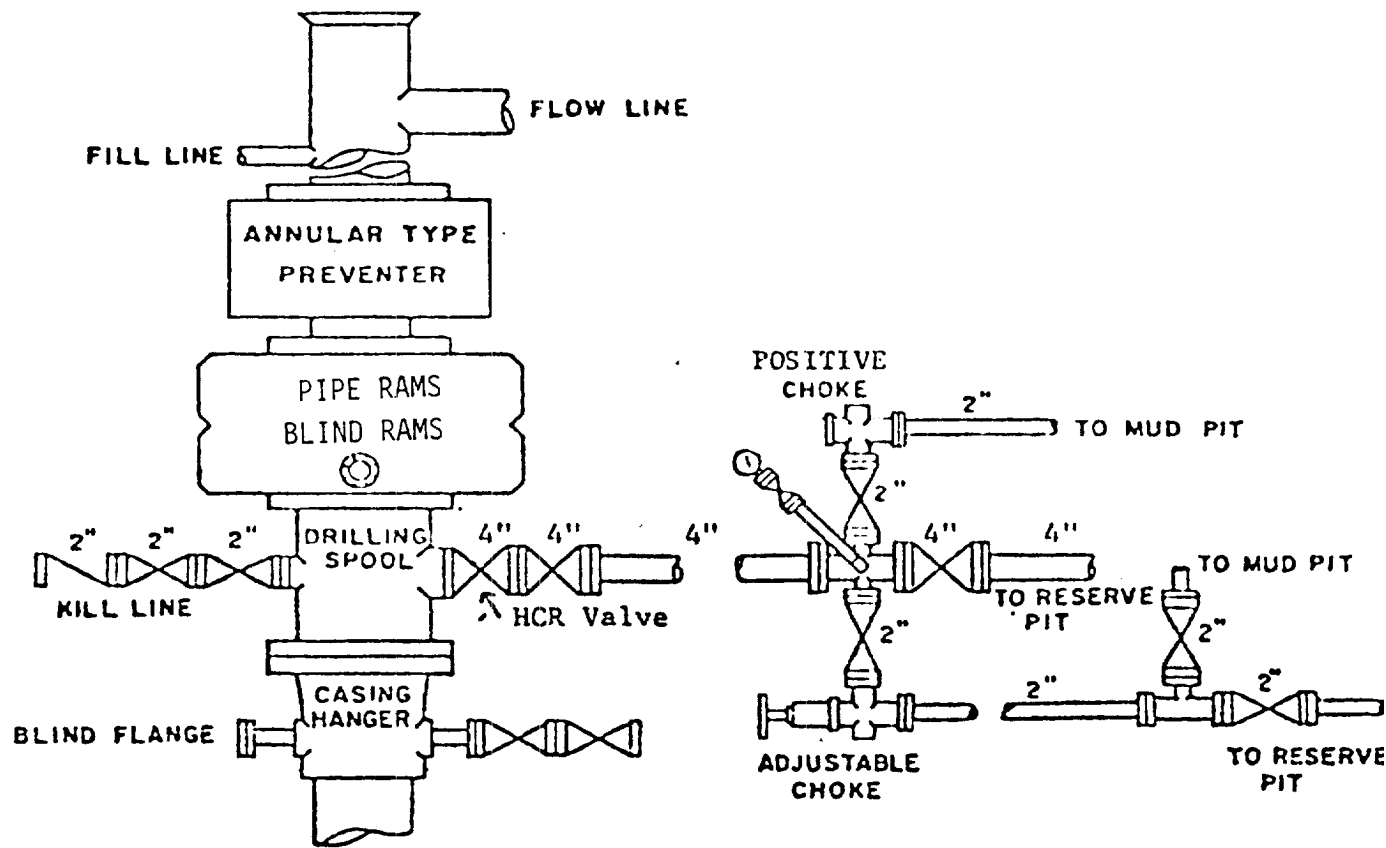 FLOW LINE
FILL LINE
ANNULAR TYPE
PREVENTER
PIPE RAMS
BLIND RAMS
POSITIVE
CHOKE
2"
TO MUD PIT
2"
2"
2"
2"
DRILLING
SPOOL
4"
4"
4"
4"
4"
KILL LINE
HCR Valve
TO RESERVE
PIT
TO MUD PIT
2"
2"
CASING
HANGER
2"
2"
BLIND FLANGE
ADJUSTABLE
CHOKE
TO RESERVE
PIT